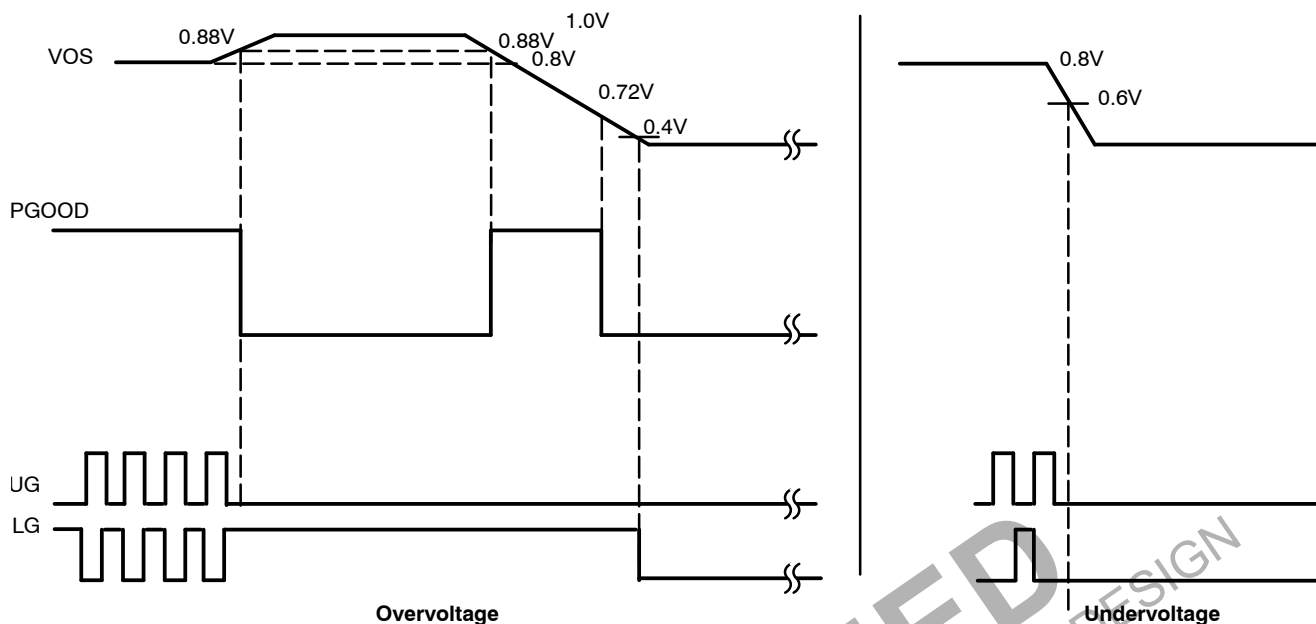 1.0V
0.88V
0.88V
VOS
0.8V
0.8V
0.72V
0.6V
0.4V
PGOOD
UG
LG
Overvoltage
Undervoltage
DESIGN